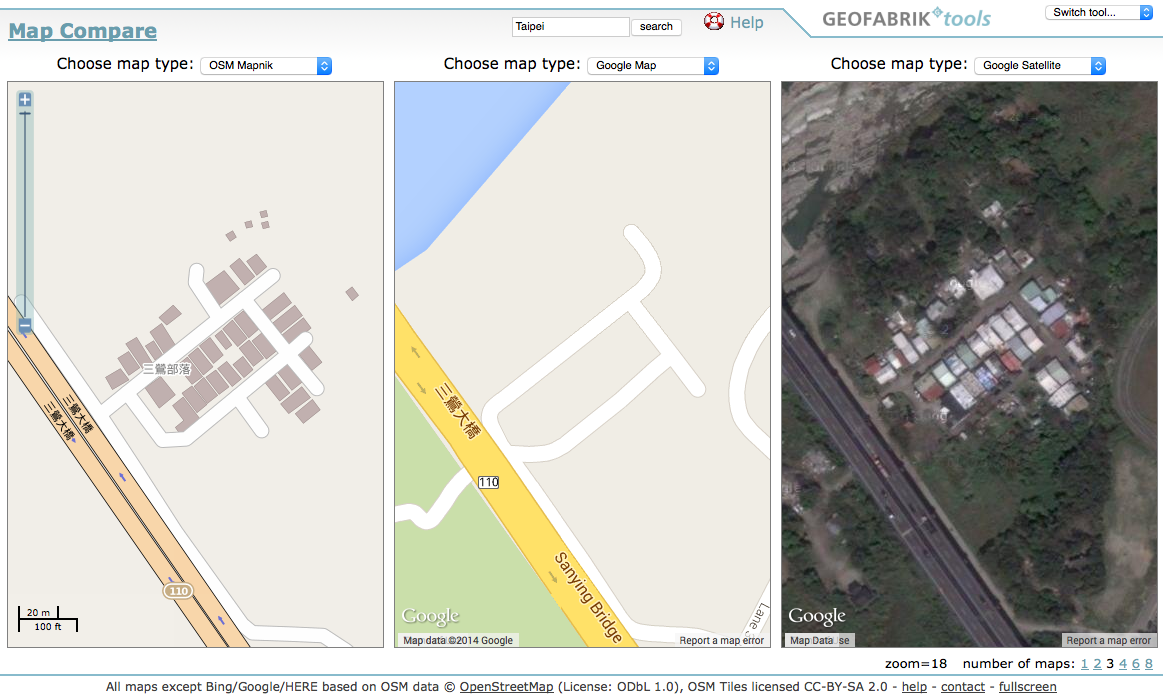 Map Compare
Taipei
search
Help
GEOFABRIK tools
Switch tool...
Choose map type: OSM Mapnik
Choose map type: Google Map
Choose map type: Google Satellite
三鶯部落
三鶯大橋
三鶯大橋
110
20 m
100 ft
三鶯大橋
110
Sanying Bridge
Lane
Google
Map data ©2014 Google
Report a map error
Google
Map Data
se
Report a map error
zoom=18 number of maps: 1 2 3 4 6 8
All maps except Bing/Google/HERE based on OSM data © OpenStreetMap (License: ODbL 1.0), OSM Tiles licensed CC-BY-SA 2.0 - help - contact - fullscreen